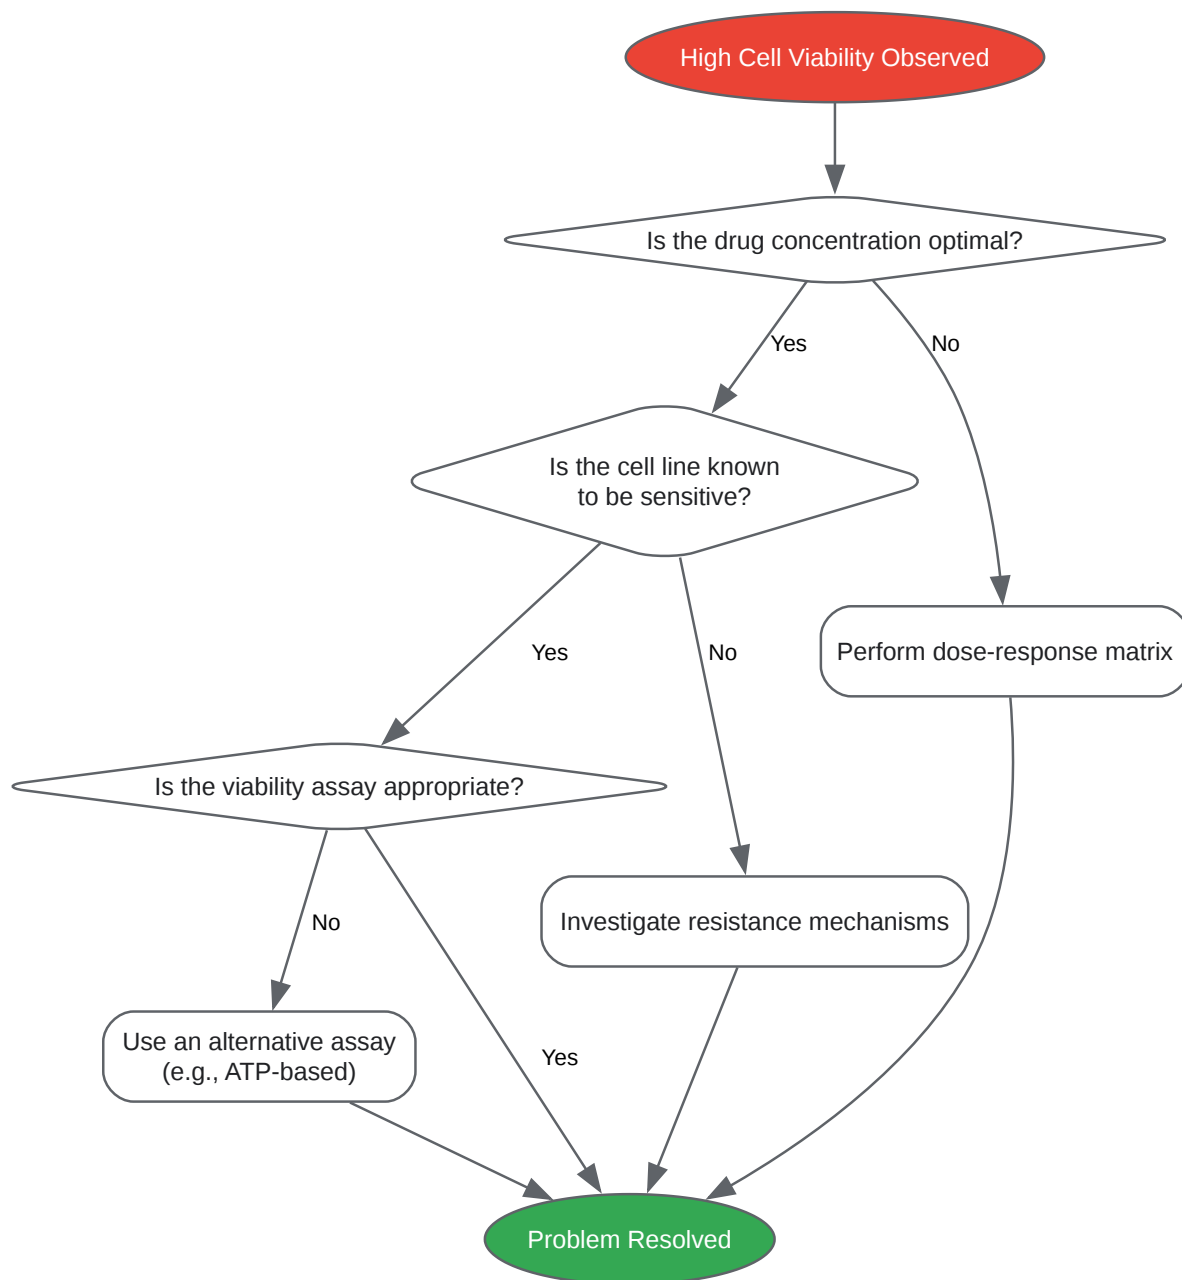 High Cell Viability Observed
Is the drug concentration optimal?
Yes
No
Is the cell line known
to be sensitive?
Yes
No
Perform dose-response matrix
Is the viability assay appropriate?
No
Investigate resistance mechanisms
Use an alternative assay
(e.g., ATP-based)
Yes
Problem Resolved